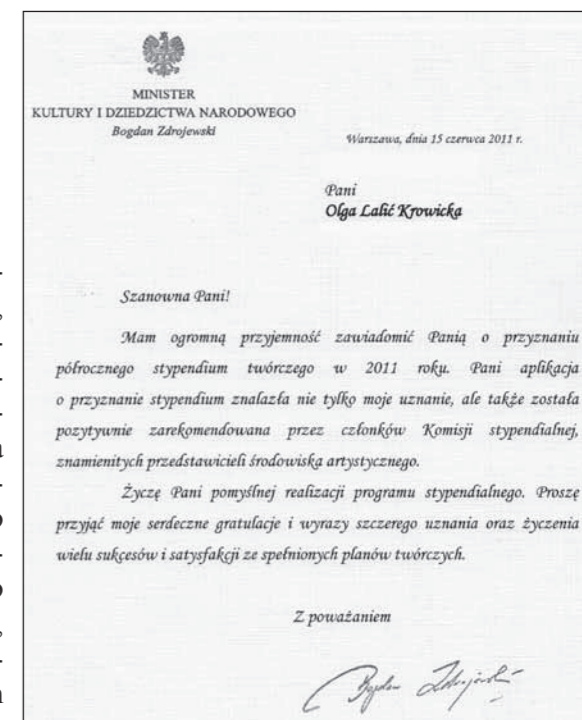 MINISTER
KULTURY I DZIEDZICTWA NARODOWEGO
Bogdan Zdrojewski
Warszawa, dnia 15 czerwca 2011 r.
Pani
Olga Lalić Krowicka
Szanowna Pani!
Mam ogromną przyjemność zawiadomić Panią o przyznaniu
półrocznego stypendium twórczego w 2011 roku. Pani aplikacja
o przyznanie stypendium znalazła nie tylko moje uznanie, ale także została
pozytywnie zarekomendowana przez członków Komisji stypendialnej,
znamienitych przedstawicieli środowiska artystycznego.
Życzę Pani pomyślnej realizacji programu stypendialnego. Proszę
przyjąć moje serdeczne gratulacje i wyrazy szczerego uznania oraz życzenia
wielu sukcesów i satysfakcji ze spełnionych planów twórczych.
Z poważaniem
Bogdan Zdrojewski